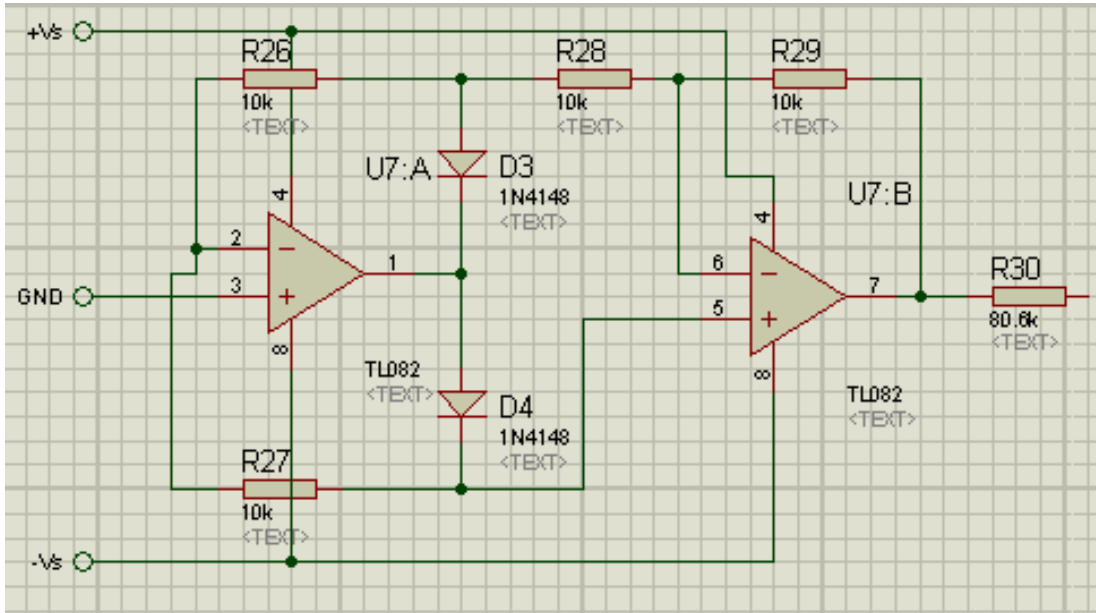 +Vs
R26
10k
<TEXT>
R28
10k
<TEXT>
R29
10k
<TEXT>
U7:A
4
D3
1N4148
<TEXT>
U7:B
4
2
−
1
GND
3
+
8
6
−
7
5
+
8
R30
80.6k
<TEXT>
TL082
<TEXT>
D4
1N4148
<TEXT>
TL082
<TEXT>
R27
10k
<TEXT>
-Vs